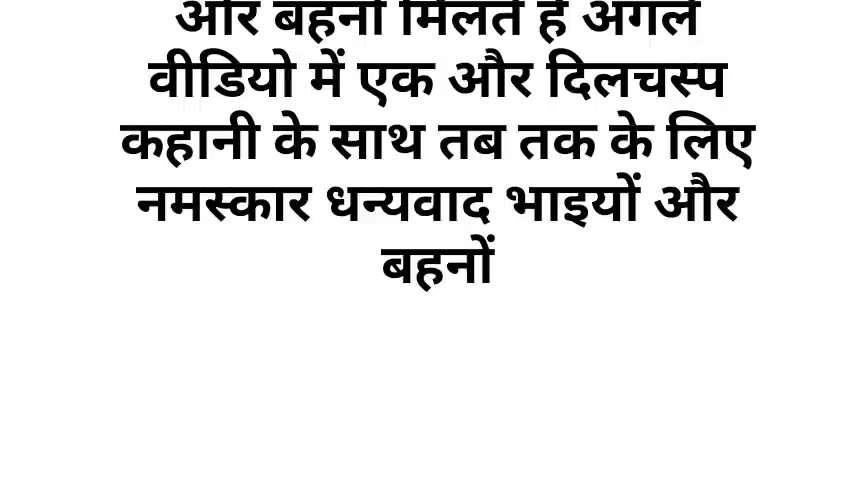 और बहनों मिलते हैं अगले
वीडियो में एक और दिलचस्प
कहानी के साथ तब तक के लिए
नमस्कार धन्यवाद भाइयों और
बहनों